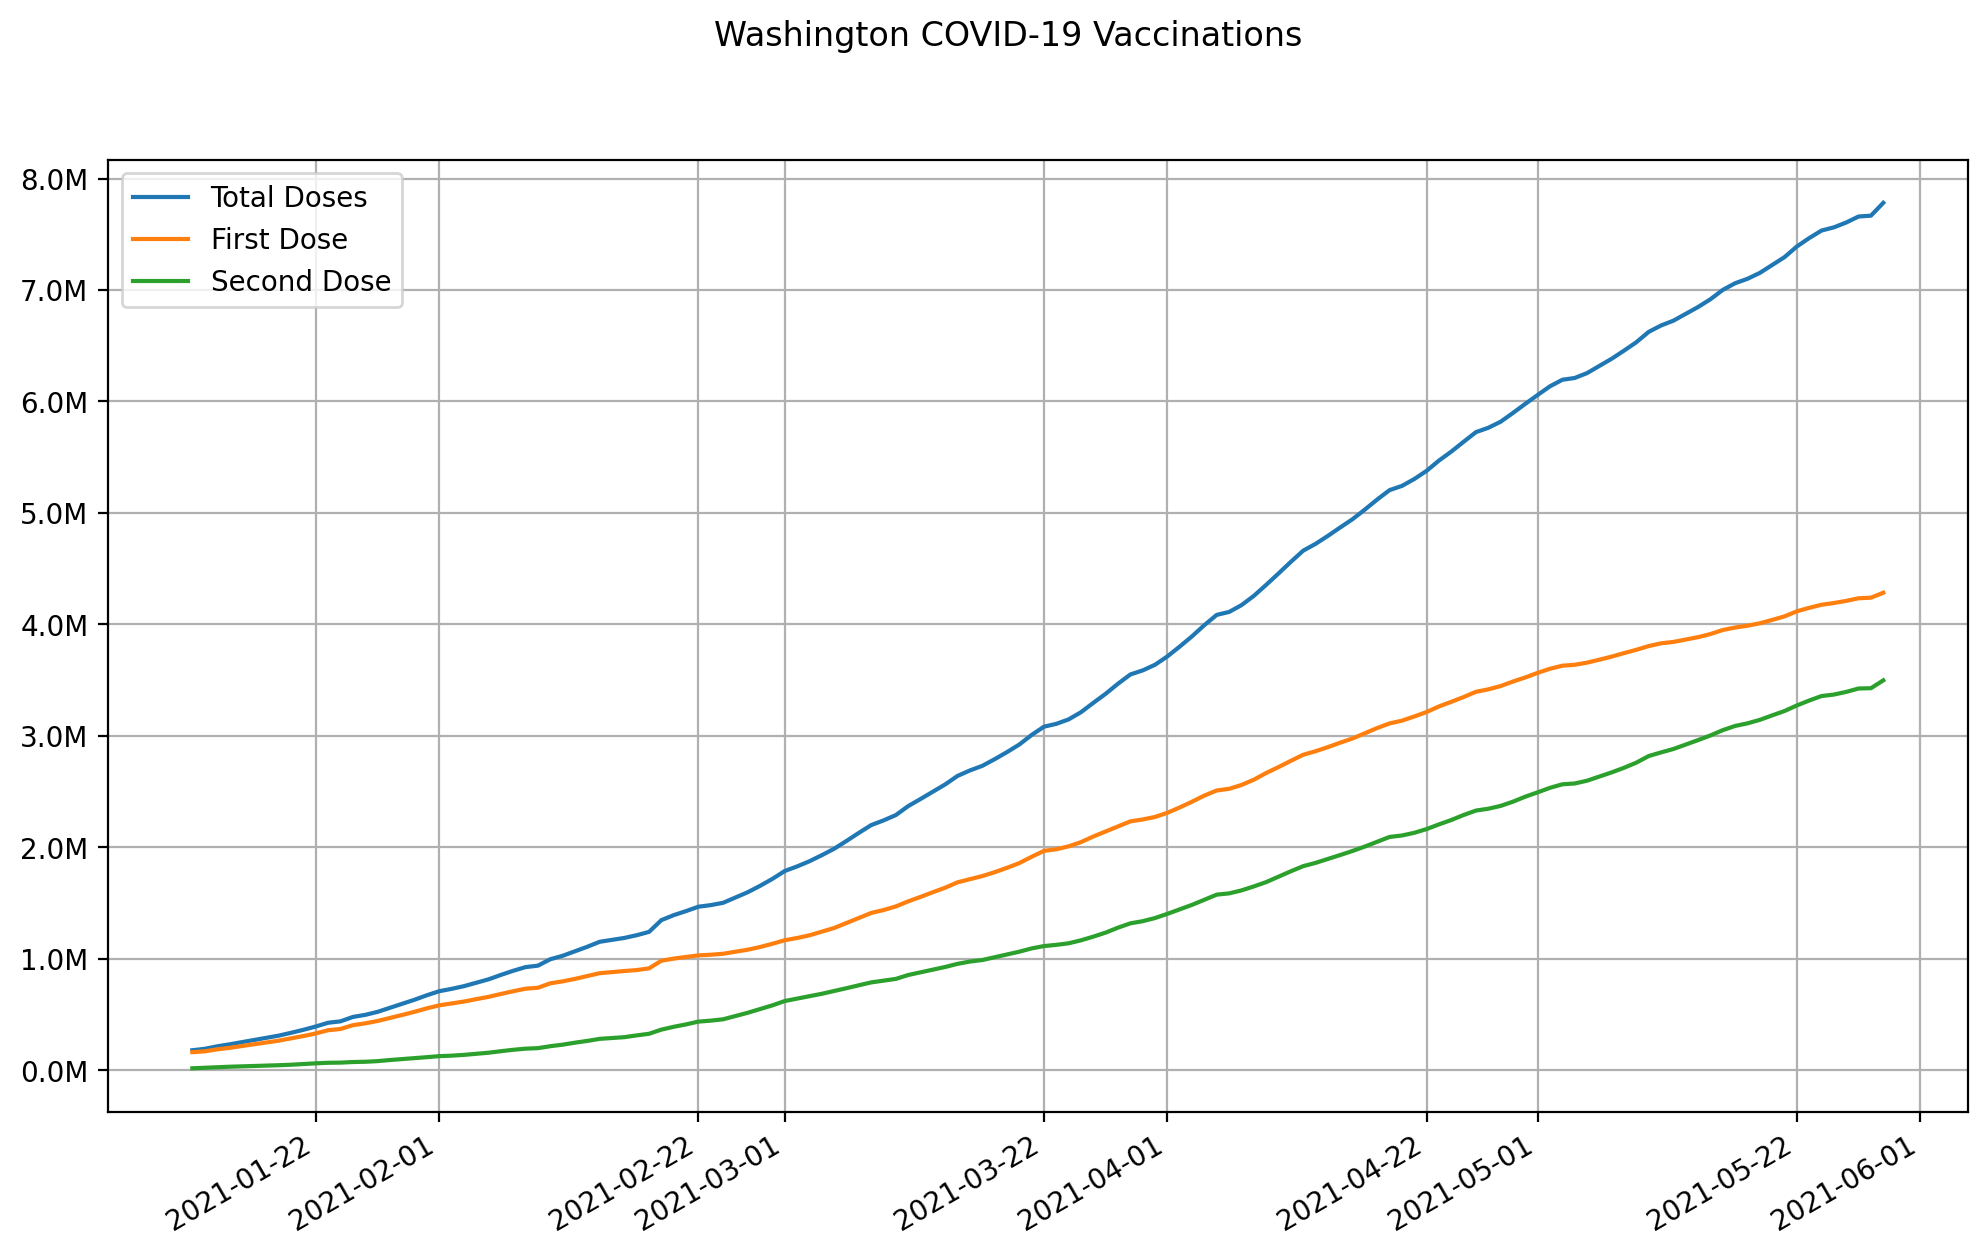 Washington COVID-19 Vaccinations
8.0M
7.0M
6.0M
5.0M
4.0M
3.0M
2.0M
1.0M
0.0M
Total Doses
First Dose
Second Dose
2021-01-22
2021-02-01
2021-02-22
2021-03-01
2021-03-22
2021-04-01
2021-04-22
2021-05-01
2021-05-22
2021-06-01